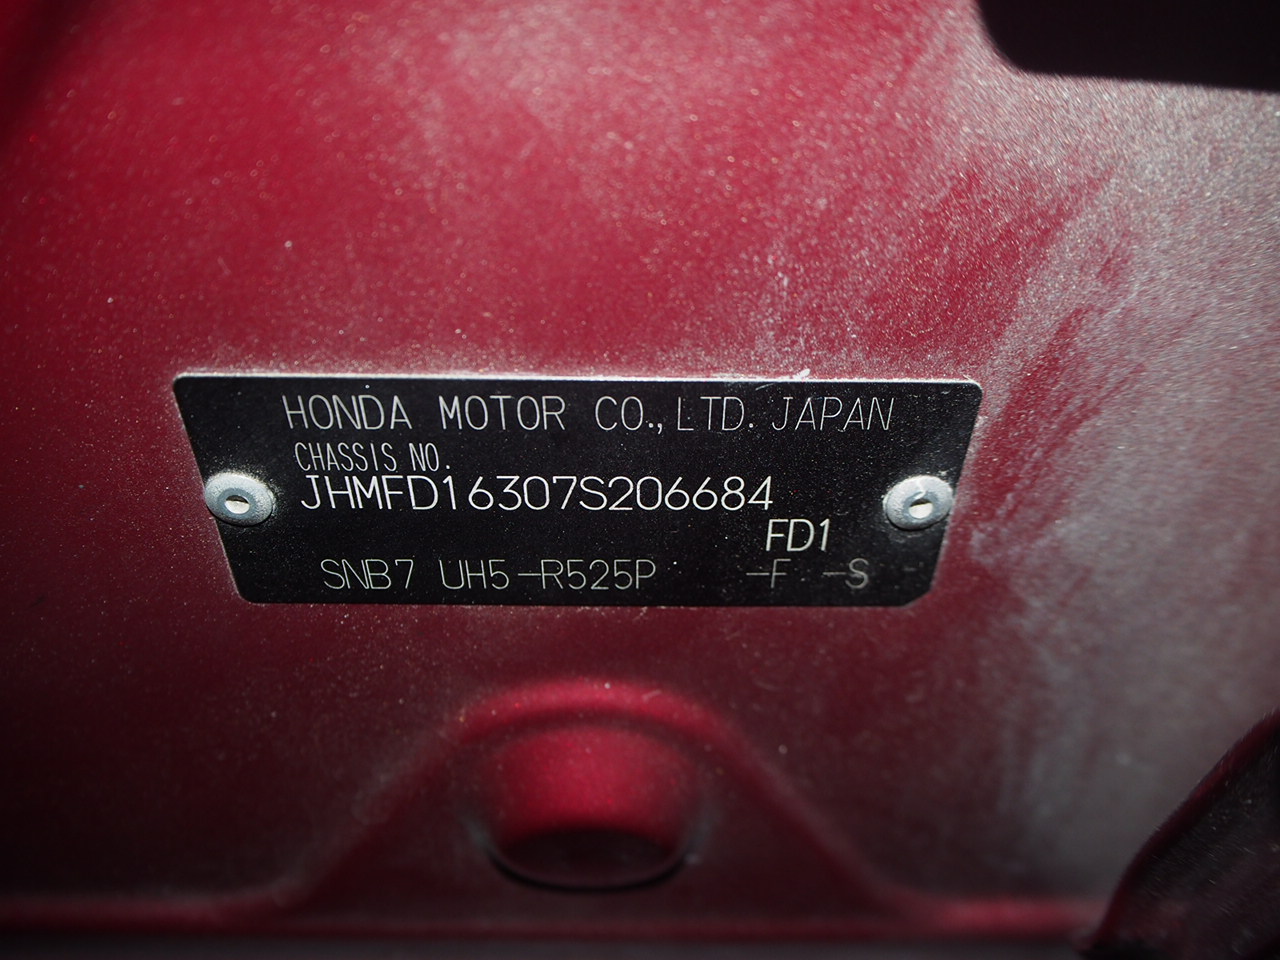 HONDA MOTOR CO., LTD. JAPAN
CHASSIS NO.
JHMFD16307S206684
FD1
SNB7 UH5-R525P -F -S